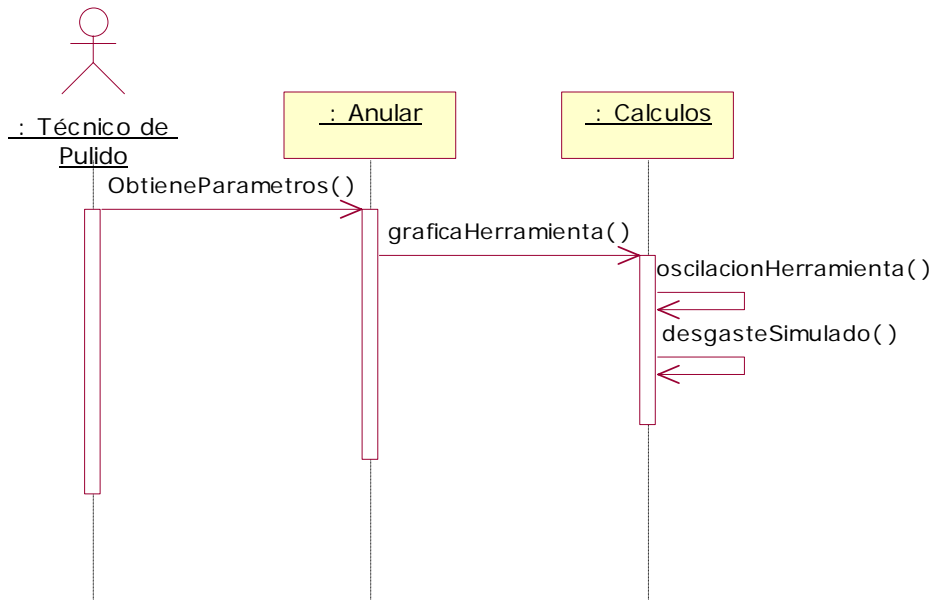 : Técnico de
Pulido
: Anular
: Calculos
ObtieneParametros()
graficaHerramienta()
oscilacionHerramienta()
desgasteSimulado()